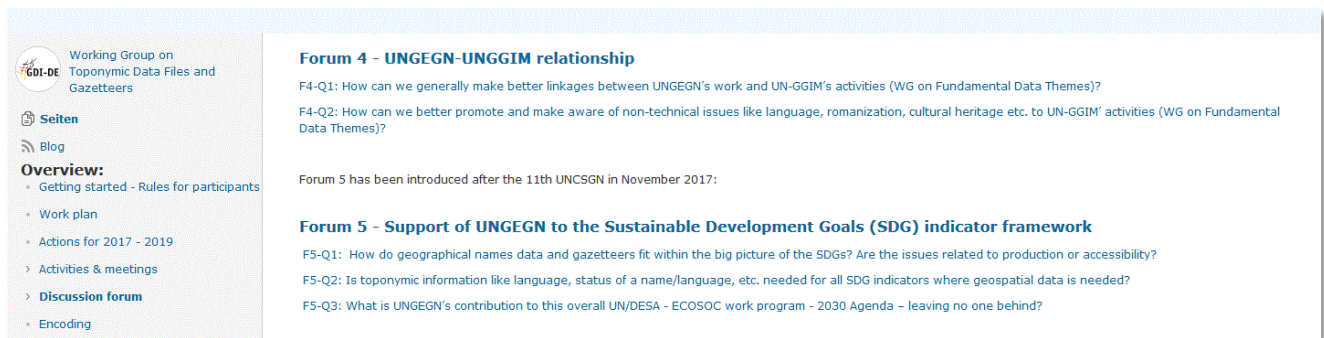 GDI-DE
Working Group on
Toponymic Data Files and
Gazetteers
Seiten
Blog
Overview:
Getting started - Rules for participants
Work plan
Actions for 2017 - 2019
Activities & meetings
Discussion forum
Encoding
Forum 4 - UNGEGN-UNGGIM relationship
F4-Q1: How can we generally make better linkages between UNGEGN's work and UN-GGIM's activities (WG on Fundamental Data Themes)?
F4-Q2: How can we better promote and make aware of non-technical issues like language, romanization, cultural heritage etc. to UN-GGIM' activities (WG on Fundamental
Data Themes)?
Forum 5 has been introduced after the 11th UNCSGN in November 2017:
Forum 5 - Support of UNGEGN to the Sustainable Development Goals (SDG) indicator framework
F5-Q1: How do geographical names data and gazetteers fit within the big picture of the SDGs? Are the issues related to production or accessibility?
F5-Q2: Is toponymic information like language, status of a name/language, etc. needed for all SDG indicators where geospatial data is needed?
F5-Q3: What is UNGEGN's contribution to this overall UN/DESA - ECOSOC work program - 2030 Agenda – leaving no one behind?